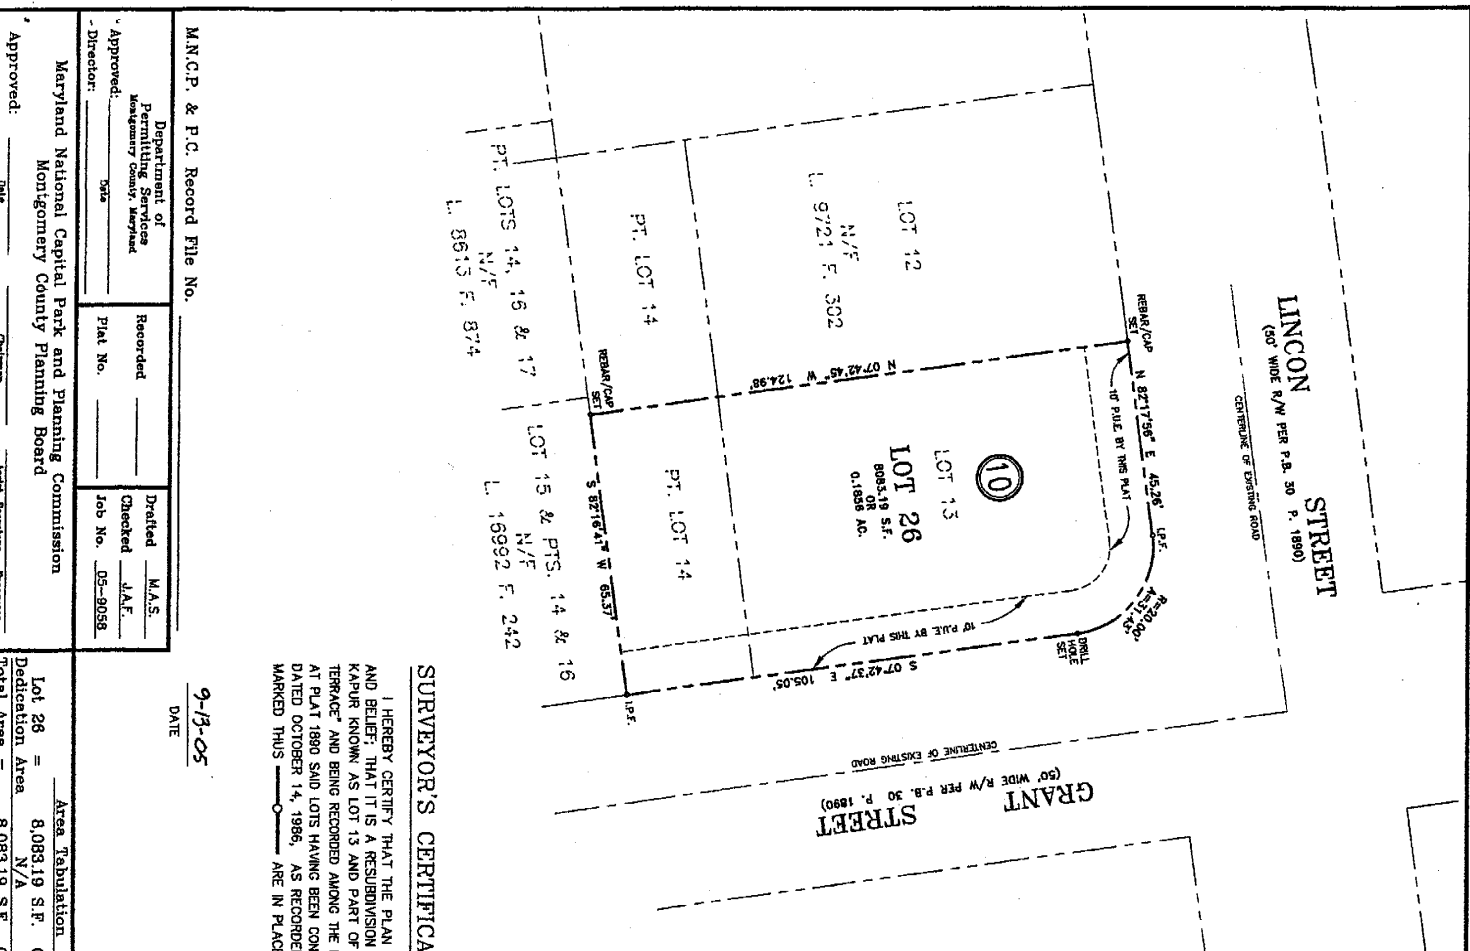 LINCON STREET
(50' WIDE R/W PER P.B. 30 P. 1890)
CENTERLINE OF EXISTING ROAD
REBAR/CAP
SET
N 82°17'56" E 45.26'
I.P.F.
R=20.00'
A=31.43'
DRILL
HOLE
SET
10' P.U.E. BY THIS PLAT
LOT 12
N/F
L. 9721 F. 302
N 07°42'45" W 124.98'
10
LOT 13
LOT 26
8083.19 S.F.
OR
0.1856 AC.
10' P.U.E. BY THIS PLAT
S 07°42'37" E 105.05'
CENTERLINE OF EXISTING ROAD
GRANT STREET
(50' WIDE R/W PER P.B. 30 P. 1890)
PT. LOT 14
PT. LOT 14
REBAR/CAP
SET
S 82°16'41" W 65.37'
I.P.F.
PT. LOTS 14, 16 & 17
N/F
L. 8613 F. 874
LOT 15 & PTS. 14 & 16
N/F
L. 16992 F. 242
SURVEYOR'S CERTIFICA
I HEREBY CERTIFY THAT THE PLAN
AND BELIEF; THAT IT IS A RESUBDIVISION
KAPUR KNOWN AS LOT 13 AND PART OF
TERRACE" AND BEING RECORDED AMONG THE
AT PLAT 1890 SAID LOTS HAVING BEEN CON
DATED OCTOBER 14, 1986, AS RECORDE
MARKED THUS ARE IN PLACE
9-13-05
DATE
M.N.C.P. & P.C. Record File No.
Department of
Permitting Services
Montgomery County, Maryland
Approved:
Date
Director:
Recorded
Plat No.
Drafted M.A.S.
Checked J.A.F.
Job No. 05-9058
Maryland National Capital Park and Planning Commission
Montgomery County Planning Board
Approved:
Date
Chairman
Area Tabulation
Lot 26 = 8,083.19 S.F.
Dedication Area N/A
Total Area = 8,083.19 S.F.